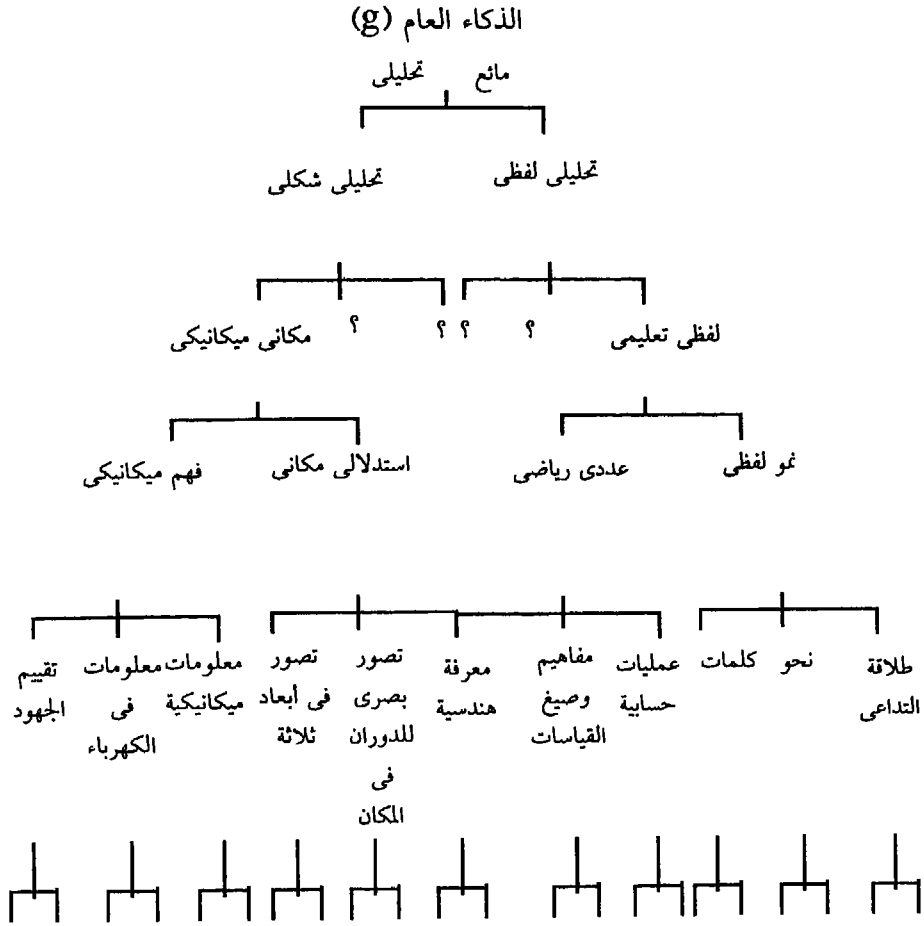 الذكاء العام (g)
مائع تحليلى
تحليلى لفظى تحليلى شكلى
لفظى تعليمى ؟ ؟ ؟ ؟ مكانى ميكانيكى
نمو لفظى عددى رياضى استدلالى مكانى فهم ميكانيكى
طلاقة
التداعى
نحو
كلمات
عمليات
حسابية
مفاهيم
وصيغ
القياسات
معرفة
هندسية
تصور
بصرى
للدوران
فى
المكان
تصور
فى أبعاد
ثلاثة
معلومات
ميكانيكية
معلومات
فى
الكهرباء
تقييم
الجهود